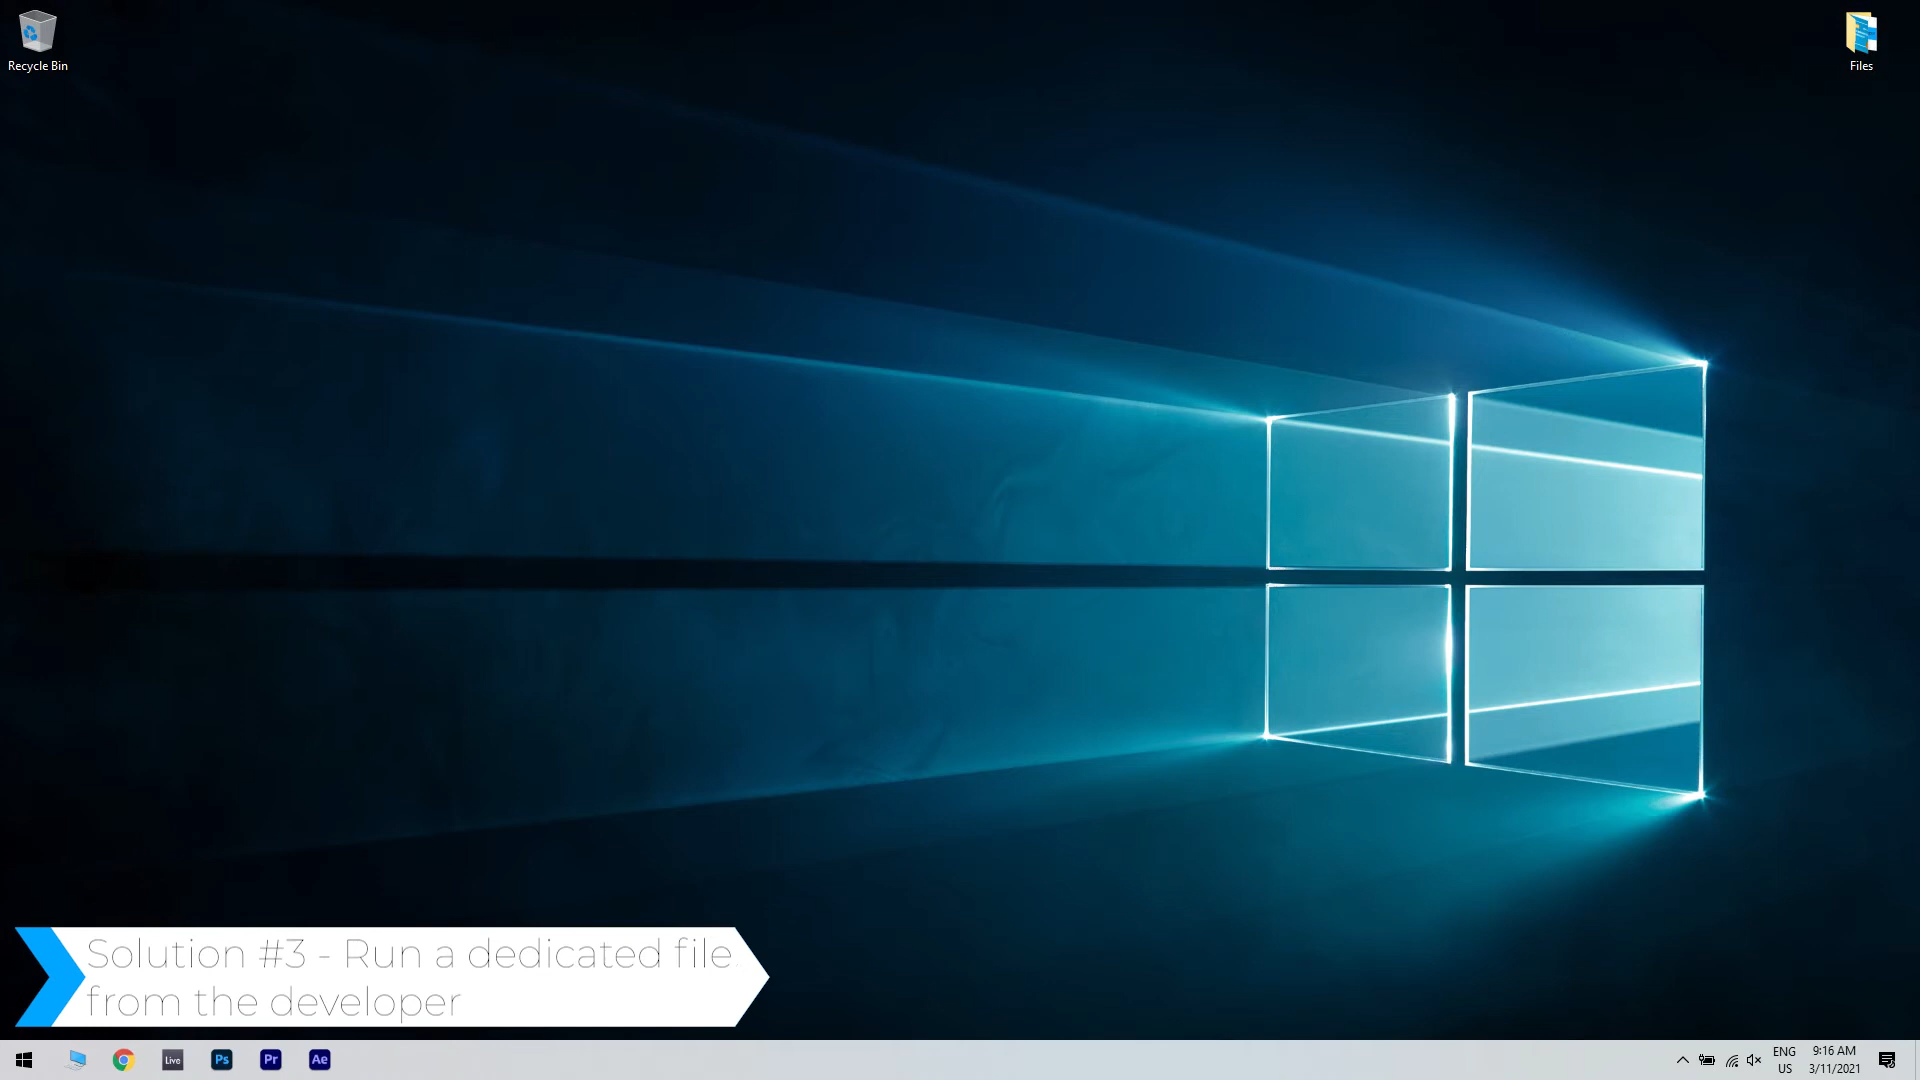 Recycle Bin
Files
Solution #3 - Run a dedicated file
from the developer
Live
Ps
Pr
Ae
ENG
US
9:16 AM
3/11/2021